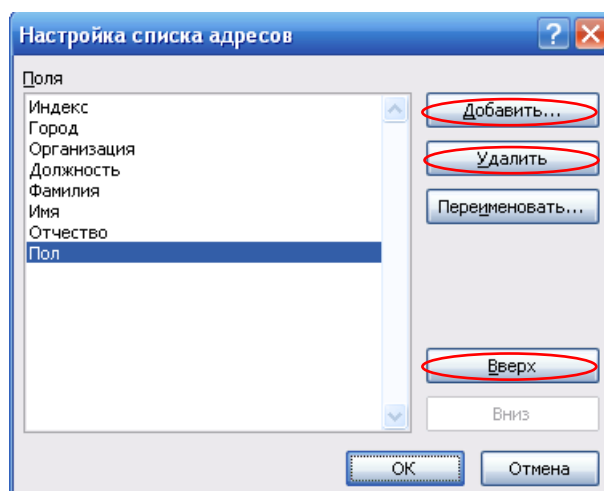 Настройка списка адресов
Поля
Индекс
Город
Организация
Должность
Фамилия
Имя
Отчество
Пол
Добавить...
Удалить
Переименовать...
Вверх
Вниз
ОК
Отмена